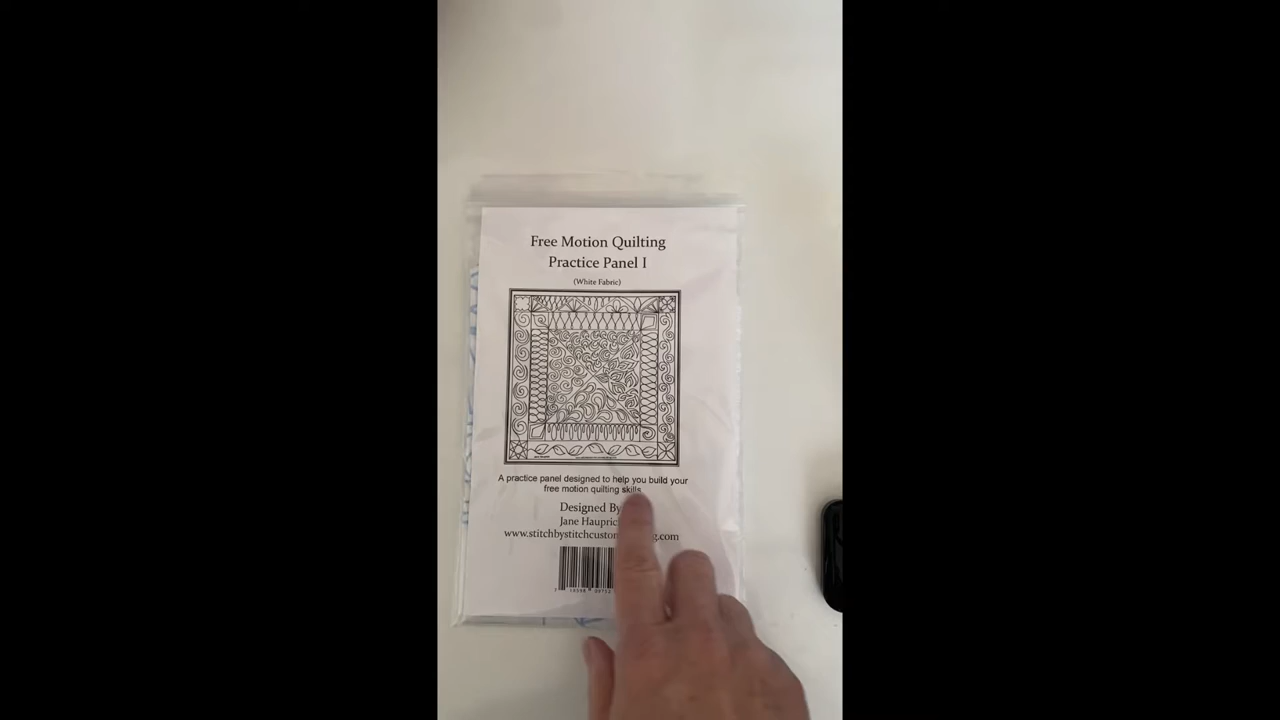 Free Motion Quilting
Practice Panel I
(White Fabric)
A practice panel designed to help you build your
free motion quilting skills
Designed By
Jane